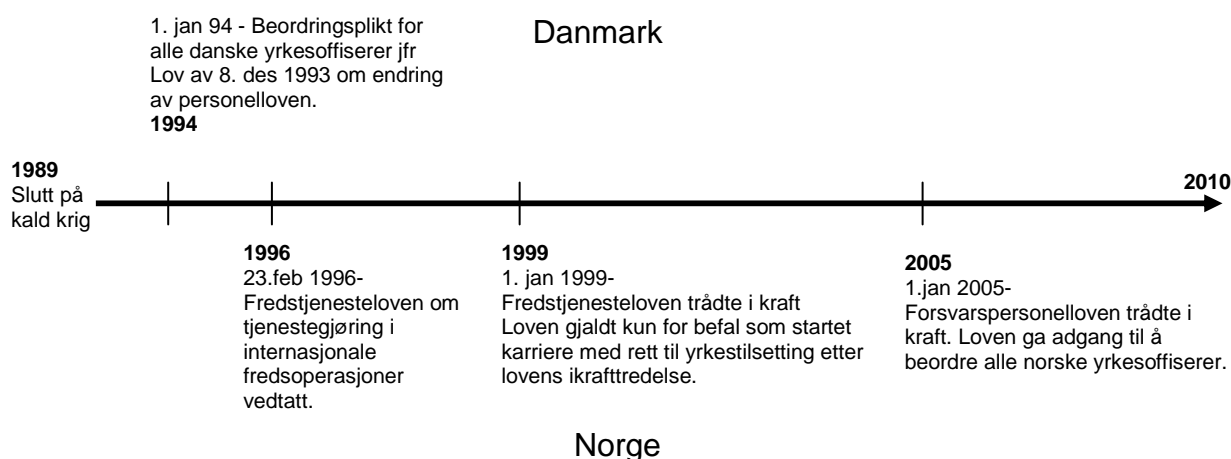 Danmark
1. jan 94 - Beordringsplikt for
alle danske yrkesoffiserer jfr
Lov av 8. des 1993 om endring
av personelloven.
1994
1989
Slutt på
kald krig
2010
1996
23.feb 1996-
Fredstjenesteloven om
tjenestegjøring i
internasjonale
fredsoperasjoner
vedtatt.
1999
1. jan 1999-
Fredstjenesteloven trådte i kraft
Loven gjaldt kun for befal som startet
karriere med rett til yrkestilsetting etter
lovens ikrafttredelse.
2005
1.jan 2005-
Forsvarspersonelloven trådte i
kraft. Loven ga adgang til å
beordre alle norske yrkesoffiserer.
Norge